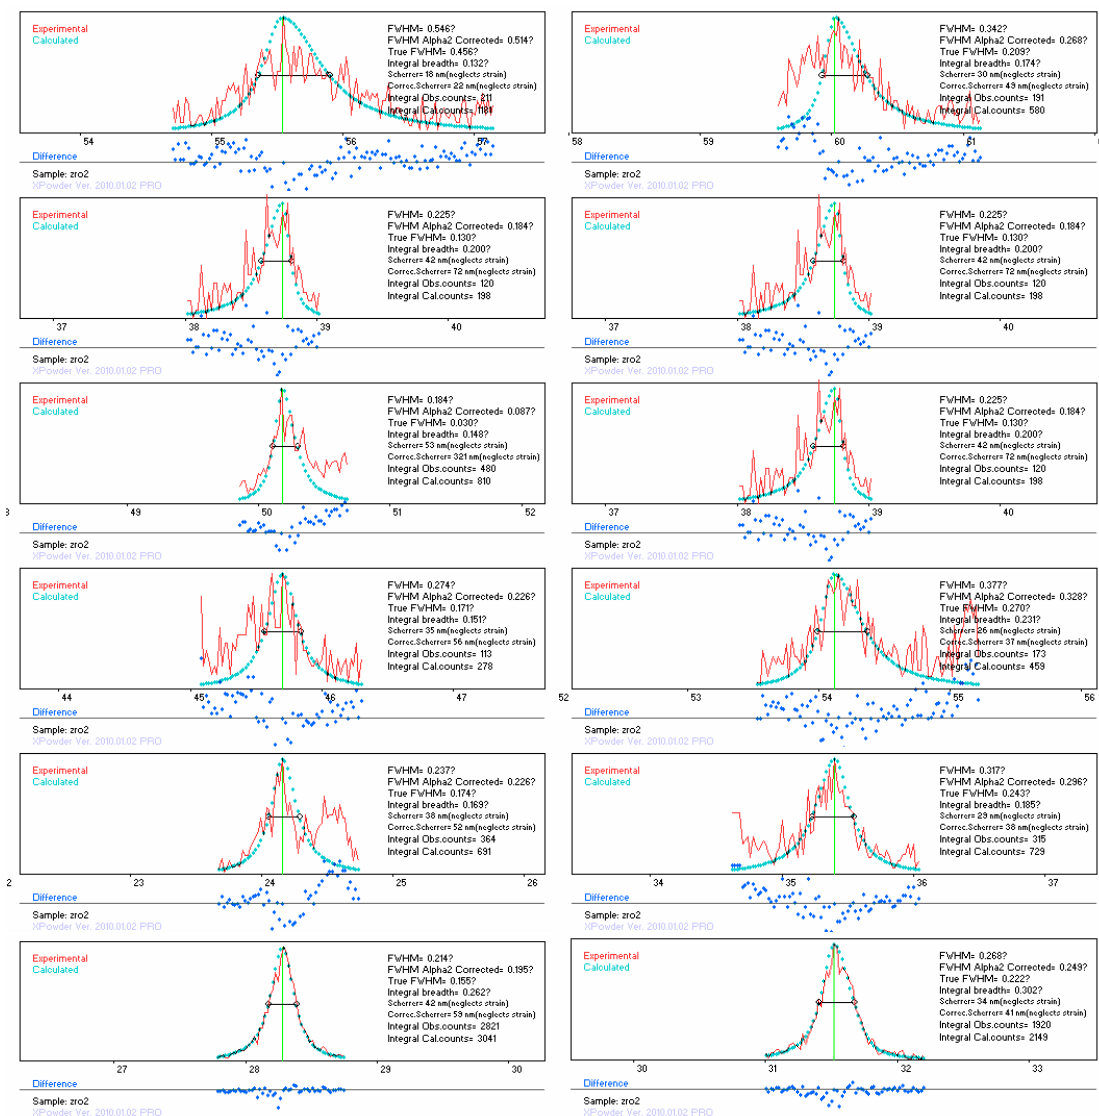 Experimental
Calculated
FWHM= 0.546?
FWHM Alpha2 Corrected= 0.514?
True FWHM= 0.456?
Integral breadth= 0.132?
Scherrer= 18 nm(neglects strain)
Correc.Scherrer= 22 nm(neglects strain)
Integral Obs.counts= 211
Integral Cal.counts= 1181
54 55 56 57
Difference
Sample: zro2
XPowder Ver. 2010.01.02 PRO
Experimental
Calculated
FWHM= 0.342?
FWHM Alpha2 Corrected= 0.268?
True FWHM= 0.209?
Integral breadth= 0.174?
Scherrer= 30 nm(neglects strain)
Correc.Scherrer= 49 nm(neglects strain)
Integral Obs.counts= 191
Integral Cal.counts= 580
58 59 60 61
Difference
Sample: zro2
XPowder Ver. 2010.01.02 PRO
Experimental
Calculated
FWHM= 0.225?
FWHM Alpha2 Corrected= 0.184?
True FWHM= 0.130?
Integral breadth= 0.200?
Scherrer= 42 nm(neglects strain)
Correc.Scherrer= 72 nm(neglects strain)
Integral Obs.counts= 120
Integral Cal.counts= 198
37 38 39 40
Difference
Sample: zro2
XPowder Ver. 2010.01.02 PRO
Experimental
Calculated
FWHM= 0.225?
FWHM Alpha2 Corrected= 0.184?
True FWHM= 0.130?
Integral breadth= 0.200?
Scherrer= 42 nm(neglects strain)
Correc.Scherrer= 72 nm(neglects strain)
Integral Obs.counts= 120
Integral Cal.counts= 198
37 38 39 40
Difference
Sample: zro2
XPowder Ver. 2010.01.02 PRO
Experimental
Calculated
FWHM= 0.184?
FWHM Alpha2 Corrected= 0.087?
True FWHM= 0.030?
Integral breadth= 0.148?
Scherrer= 53 nm(neglects strain)
Correc.Scherrer= 321 nm(neglects strain)
Integral Obs.counts= 480
Integral Cal.counts= 810
49 50 51 52
Difference
Sample: zro2
XPowder Ver. 2010.01.02 PRO
Experimental
Calculated
FWHM= 0.225?
FWHM Alpha2 Corrected= 0.184?
True FWHM= 0.130?
Integral breadth= 0.200?
Scherrer= 42 nm(neglects strain)
Correc.Scherrer= 72 nm(neglects strain)
Integral Obs.counts= 120
Integral Cal.counts= 198
37 38 39 40
Difference
Sample: zro2
XPowder Ver. 2010.01.02 PRO
Experimental
Calculated
FWHM= 0.274?
FWHM Alpha2 Corrected= 0.226?
True FWHM= 0.171?
Integral breadth= 0.151?
Scherrer= 35 nm(neglects strain)
Correc.Scherrer= 56 nm(neglects strain)
Integral Obs.counts= 113
Integral Cal.counts= 278
44 45 46 47
Difference
Sample: zro2
XPowder Ver. 2010.01.02 PRO
Experimental
Calculated
FWHM= 0.377?
FWHM Alpha2 Corrected= 0.328?
True FWHM= 0.270?
Integral breadth= 0.231?
Scherrer= 26 nm(neglects strain)
Correc.Scherrer= 37 nm(neglects strain)
Integral Obs.counts= 173
Integral Cal.counts= 459
52 53 54 55 56
Difference
Sample: zro2
XPowder Ver. 2010.01.02 PRO
Experimental
Calculated
FWHM= 0.237?
FWHM Alpha2 Corrected= 0.226?
True FWHM= 0.174?
Integral breadth= 0.169?
Scherrer= 38 nm(neglects strain)
Correc.Scherrer= 52 nm(neglects strain)
Integral Obs.counts= 364
Integral Cal.counts= 691
2 23 24 25 26
Difference
Sample: zro2
XPowder Ver. 2010.01.02 PRO
Experimental
Calculated
FWHM= 0.317?
FWHM Alpha2 Corrected= 0.296?
True FWHM= 0.243?
Integral breadth= 0.185?
Scherrer= 29 nm(neglects strain)
Correc.Scherrer= 38 nm(neglects strain)
Integral Obs.counts= 315
Integral Cal.counts= 729
34 35 36 37
Difference
Sample: zro2
XPowder Ver. 2010.01.02 PRO
Experimental
Calculated
FWHM= 0.214?
FWHM Alpha2 Corrected= 0.195?
True FWHM= 0.155?
Integral breadth= 0.262?
Scherrer= 42 nm(neglects strain)
Correc.Scherrer= 59 nm(neglects strain)
Integral Obs.counts= 2821
Integral Cal.counts= 3041
27 28 29 30
Difference
Sample: zro2
XPowder Ver. 2010.01.02 PRO
Experimental
Calculated
FWHM= 0.268?
FWHM Alpha2 Corrected= 0.249?
True FWHM= 0.222?
Integral breadth= 0.302?
Scherrer= 34 nm(neglects strain)
Correc.Scherrer= 41 nm(neglects strain)
Integral Obs.counts= 1920
Integral Cal.counts= 2149
30 31 32 33
Difference
Sample: zro2
XPowder Ver. 2010.01.02 PRO